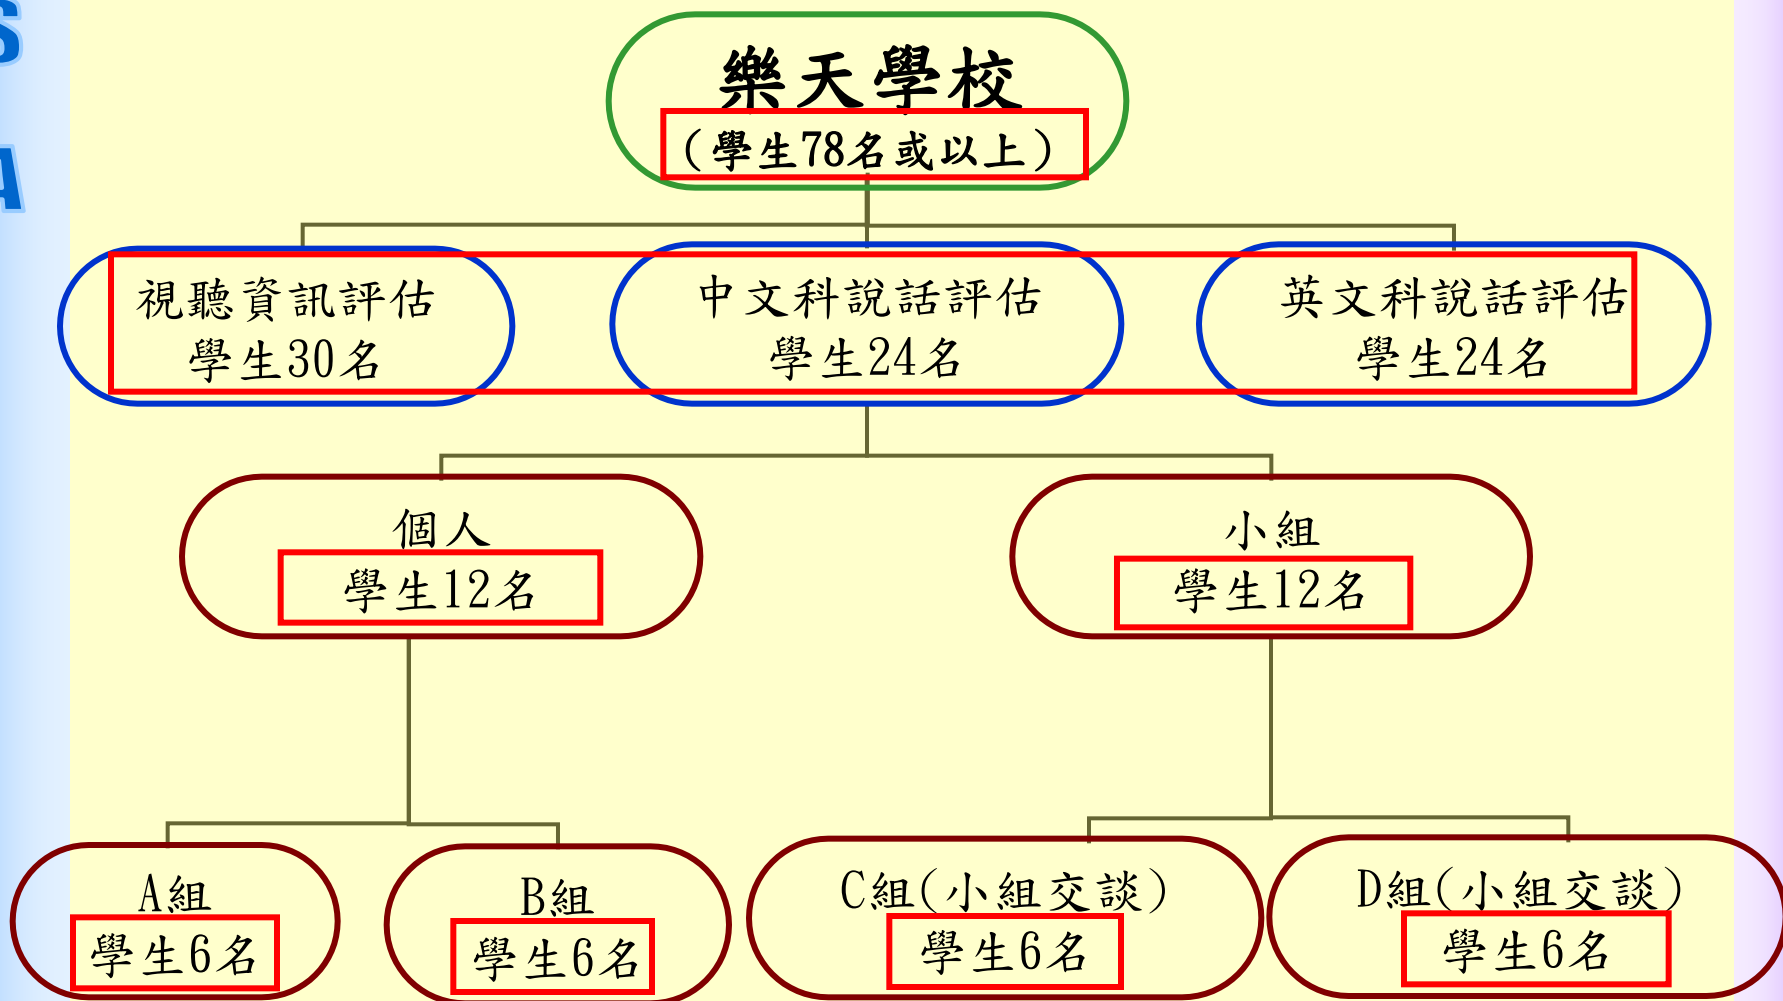 S
A
樂天學校
(學生78名或以上)
視聽資訊評估
學生30名
中文科說話評估
學生24名
英文科說話評估
學生24名
個人
學生12名
小組
學生12名
A組
學生6名
B組
學生6名
C組(小組交談)
學生6名
D組(小組交談)
學生6名